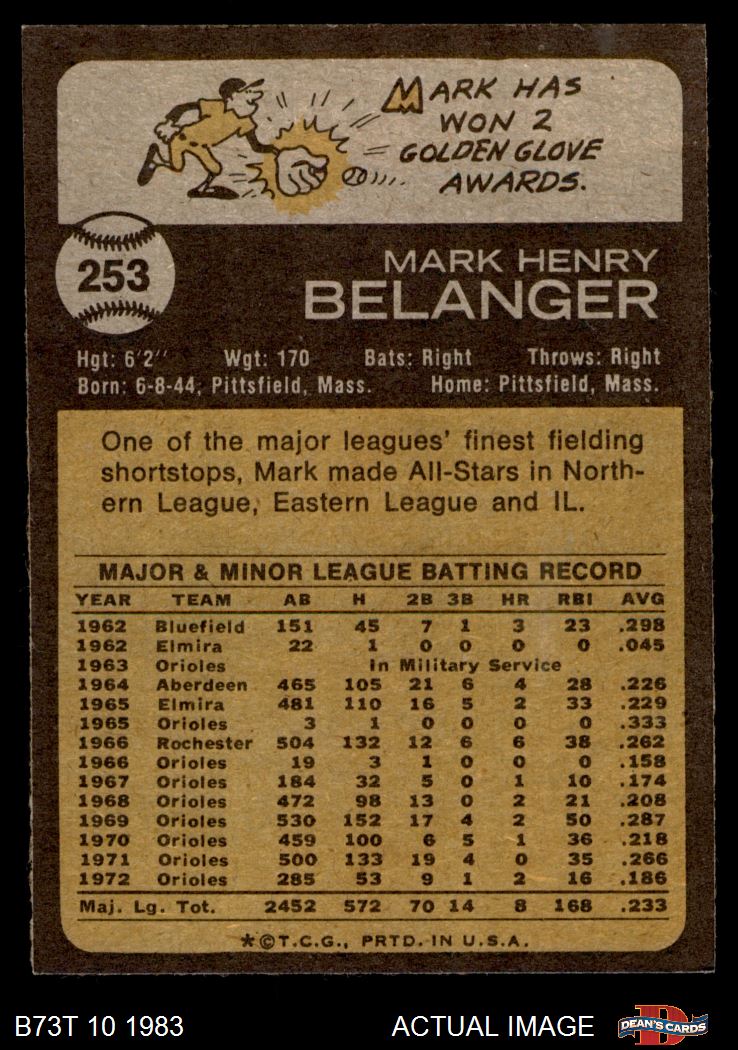 MARK HAS
WON 2
GOLDEN GLOVE
AWARDS.
253
MARK HENRY
BELANGER
Hgt: 6'2" Wgt: 170 Bats: Right Throws: Right
Born: 6-8-44, Pittsfield, Mass. Home: Pittsfield, Mass.
One of the major leagues' finest fielding
shortstops, Mark made All-Stars in North-
ern League, Eastern League and IL.
MAJOR & MINOR LEAGUE BATTING RECORD
YEAR TEAM AB H 2B 3B HR RBI AVG
1962 Bluefield 151 45 7 1 3 23 .298
1962 Elmira 22 1 0 0 0 0 .045
1963 Orioles In Military Service
1964 Aberdeen 465 105 21 6 4 28 .226
1965 Elmira 481 110 16 5 2 33 .229
1965 Orioles 3 1 0 0 0 0 .333
1966 Rochester 504 132 12 6 6 38 .262
1966 Orioles 19 3 1 0 0 0 .158
1967 Orioles 184 32 5 0 1 10 .174
1968 Orioles 472 98 13 0 2 21 .208
1969 Orioles 530 152 17 4 2 50 .287
1970 Orioles 459 100 6 5 1 36 .218
1971 Orioles 500 133 19 4 0 35 .266
1972 Orioles 285 53 9 1 2 16 .186
Maj. Lg. Tot. 2452 572 70 14 8 168 .233
*©T.C.G., PRTD. IN U.S.A.
B73T 10 1983 ACTUAL IMAGE D DEAN'S CARDS